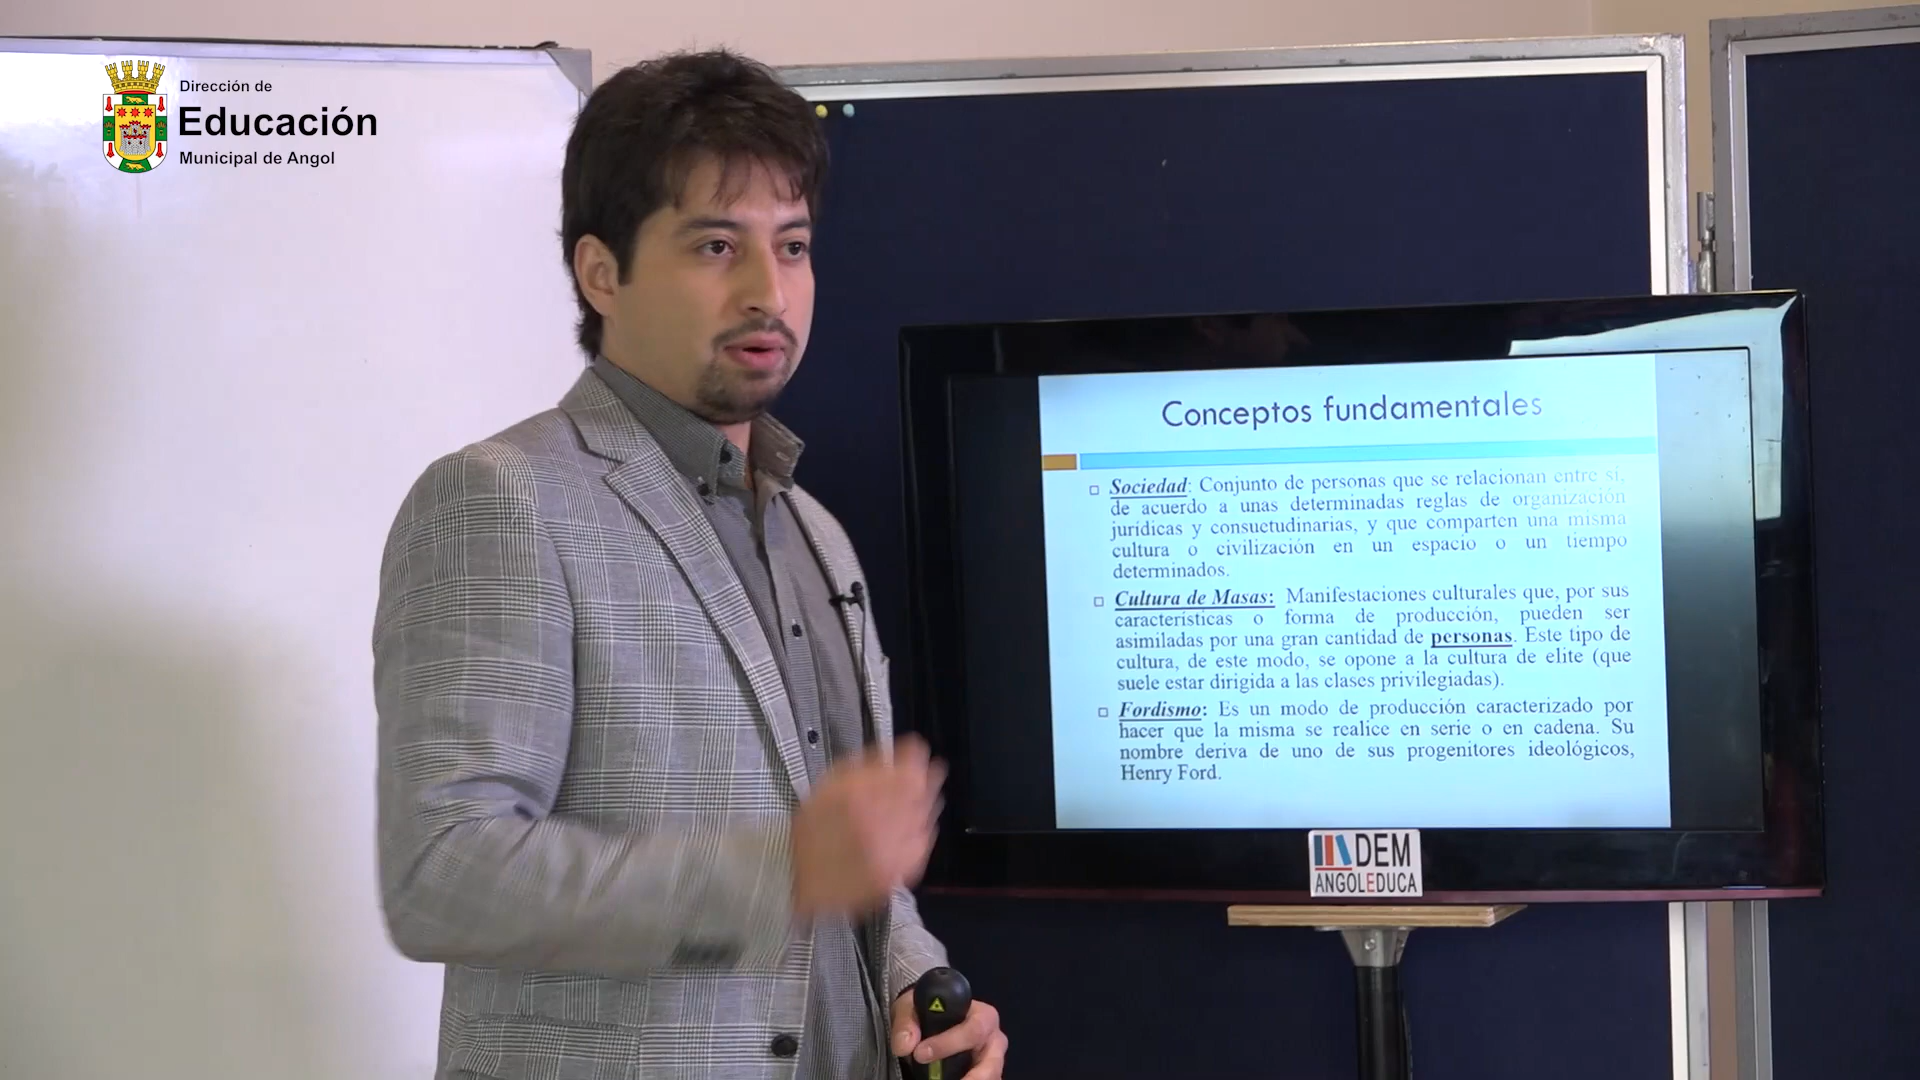 Dirección de
Educación
Municipal de Angol
Conceptos fundamentales
Sociedad: Conjunto de personas que se relacionan entre sí,
de acuerdo a unas determinadas reglas de organización
jurídicas y consuetudinarias, y que comparten una misma
cultura o civilización en un espacio o un tiempo
determinados.
Cultura de Masas: Manifestaciones culturales que, por sus
características o forma de producción, pueden ser
asimiladas por una gran cantidad de personas. Este tipo de
cultura, de este modo, se opone a la cultura de elite (que
suele estar dirigida a las clases privilegiadas).
Fordismo: Es un modo de producción caracterizado por
hacer que la misma se realice en serie o en cadena. Su
nombre deriva de uno de sus progenitores ideológicos,
Henry Ford.
DEM
ANGOLEDUCA